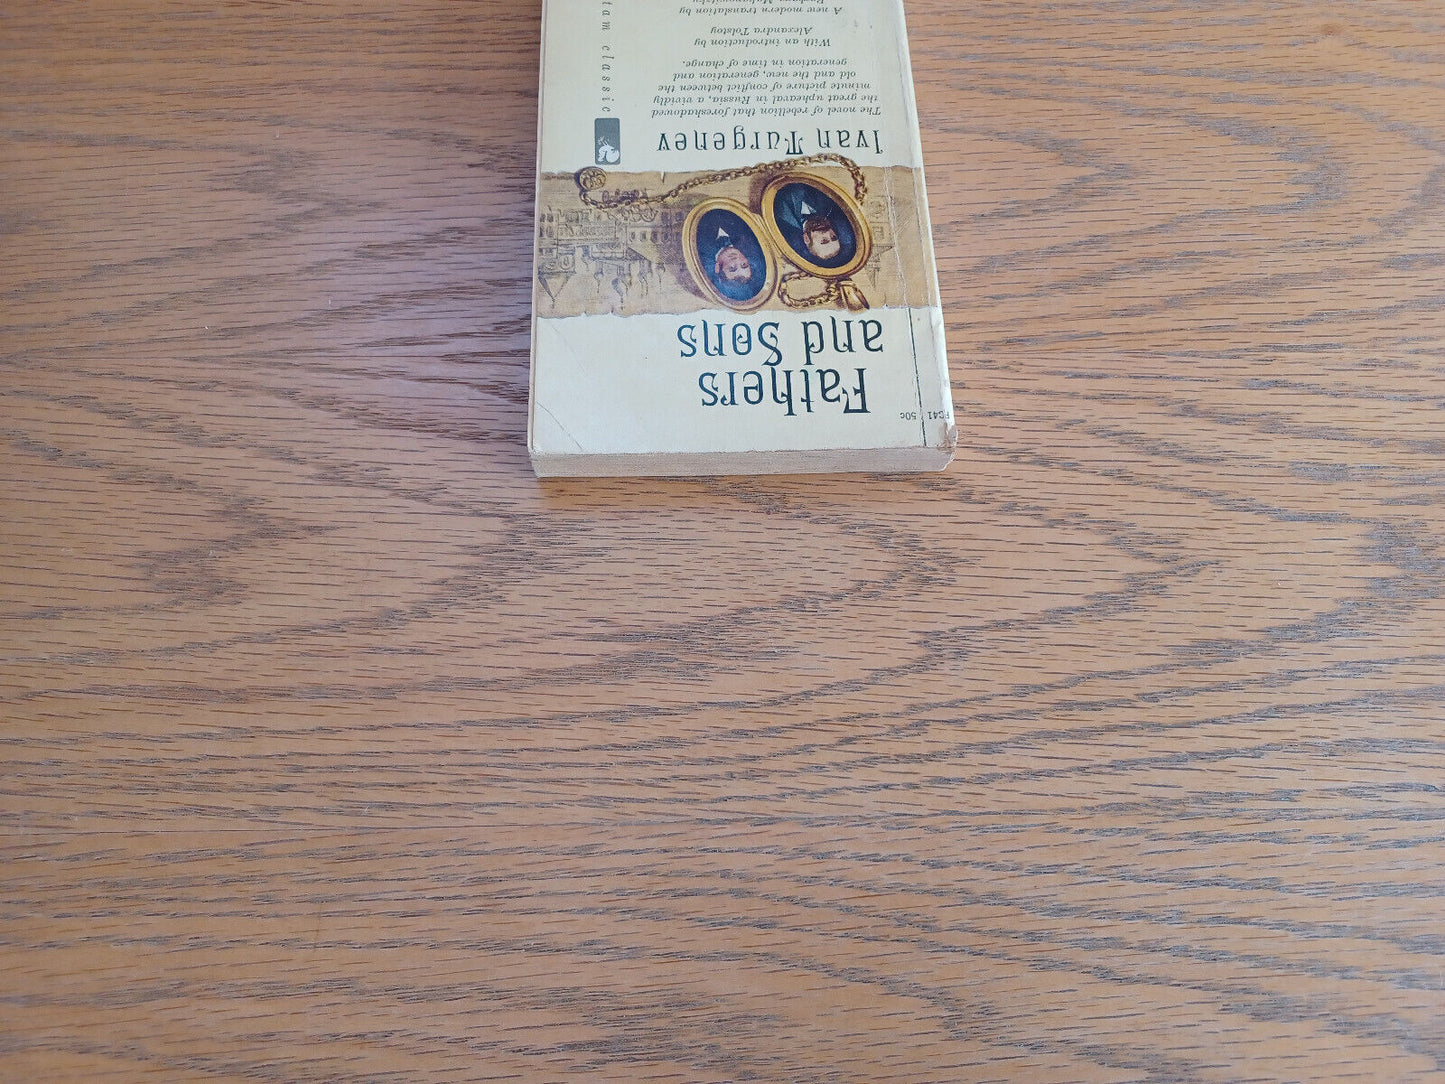 FC41 50c
Fathers
and Sons
Ivan Turgenev
The novel of rebellion that foreshadowed
the great upheaval in Russia, a vividly
minute picture of conflict between the
old and the new, generation and
generation in time of change.
With an introduction by
Alexandra Tolstoy
A new modern translation by
tam classic